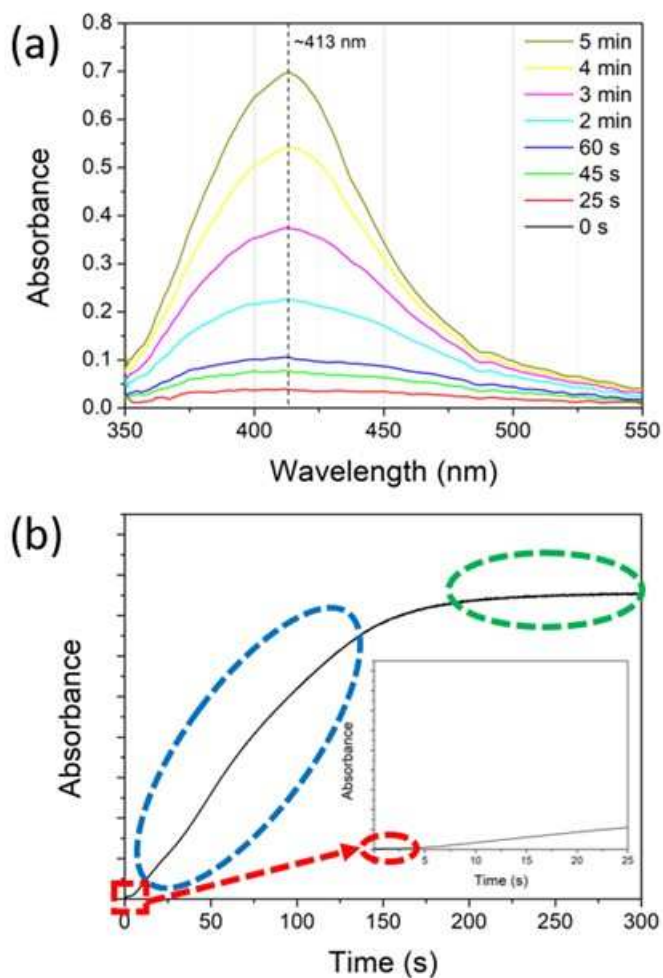 (a)
0.8
0.7
0.6
0.5
0.4
0.3
0.2
0.1
0.0
Absorbance
~413 nm
5 min
4 min
3 min
2 min
60 s
45 s
25 s
0 s
350 400 450 500 550
Wavelength (nm)
(b)
Absorbance
Absorbance
5 10 15 20 25
Time (s)
0 50 100 150 200 250 300
Time (s)